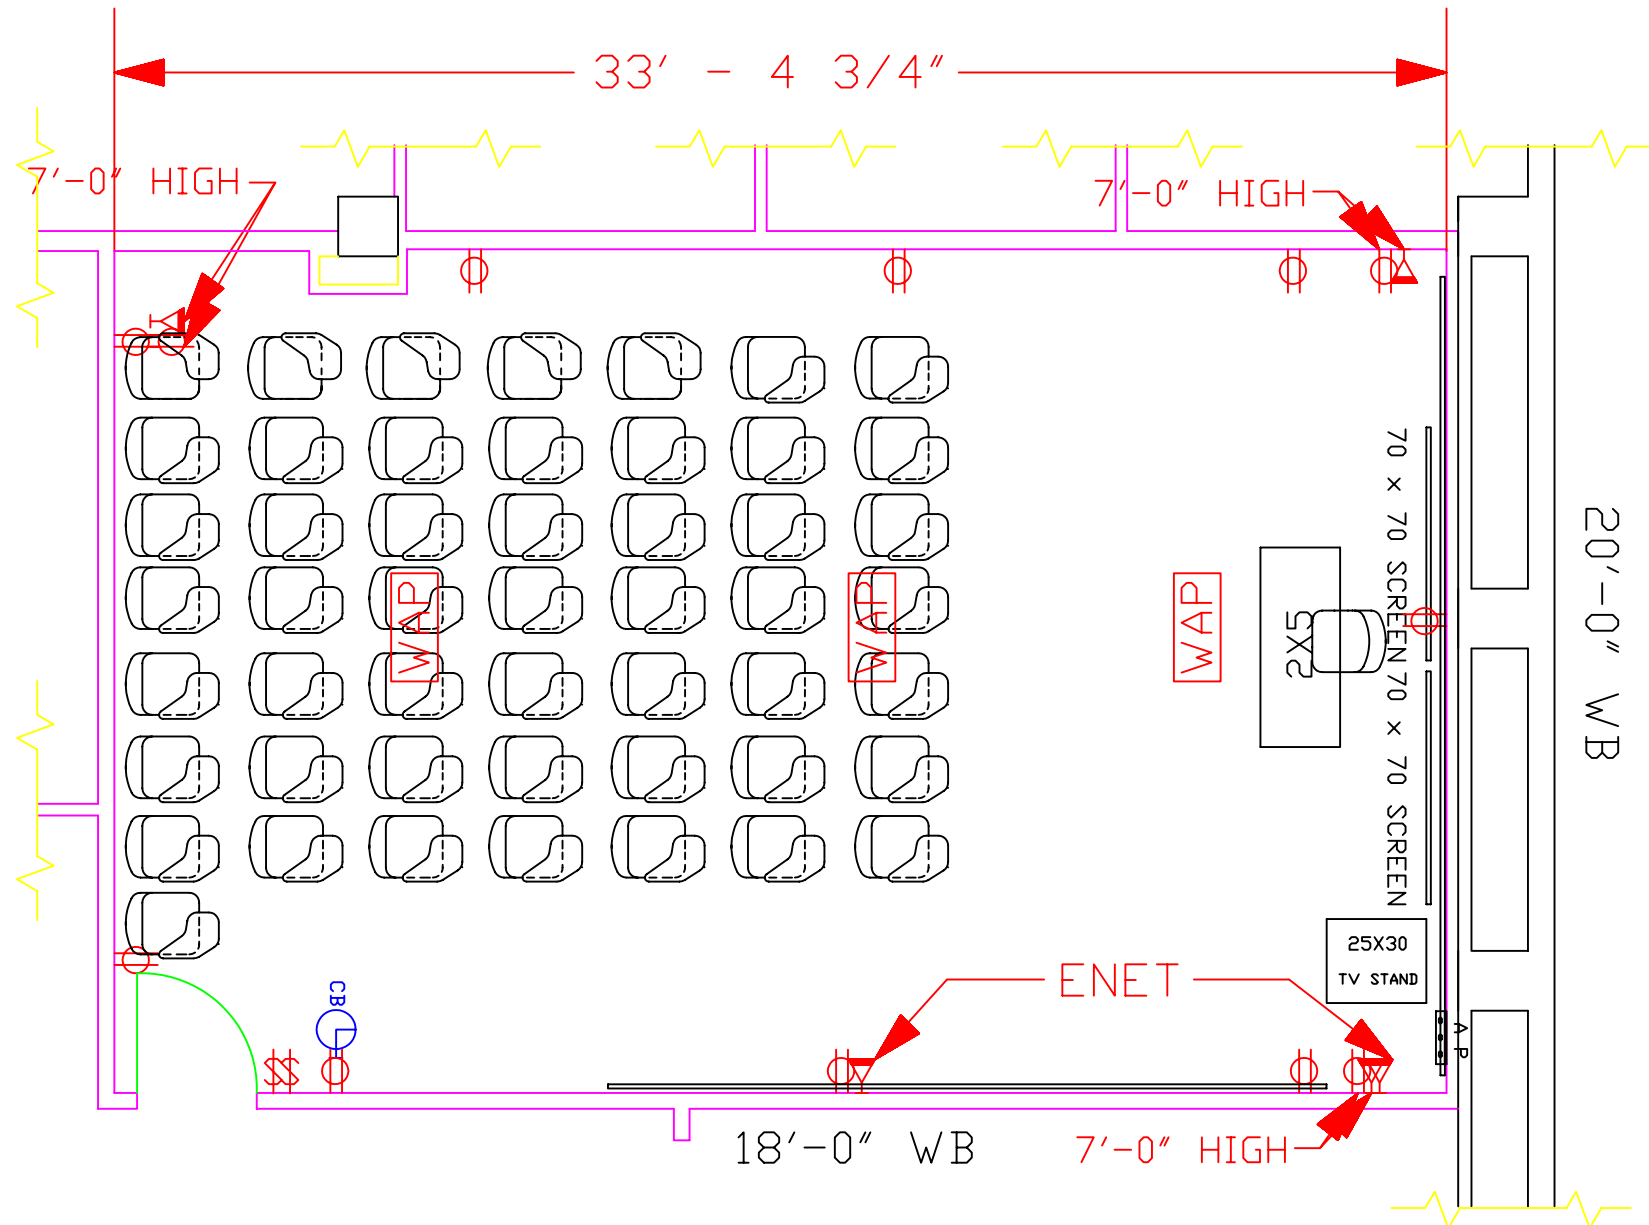 33' - 4 3/4"
7'-0" HIGH
7'-0" HIGH
70 x 70 SCREEN
20'-0" WB
WAP
WAP
WAP
2X5
70 x 70 SCREEN
25X30
TV STAND
ENET
CB
A P
SS
18'-0" WB
7'-0" HIGH